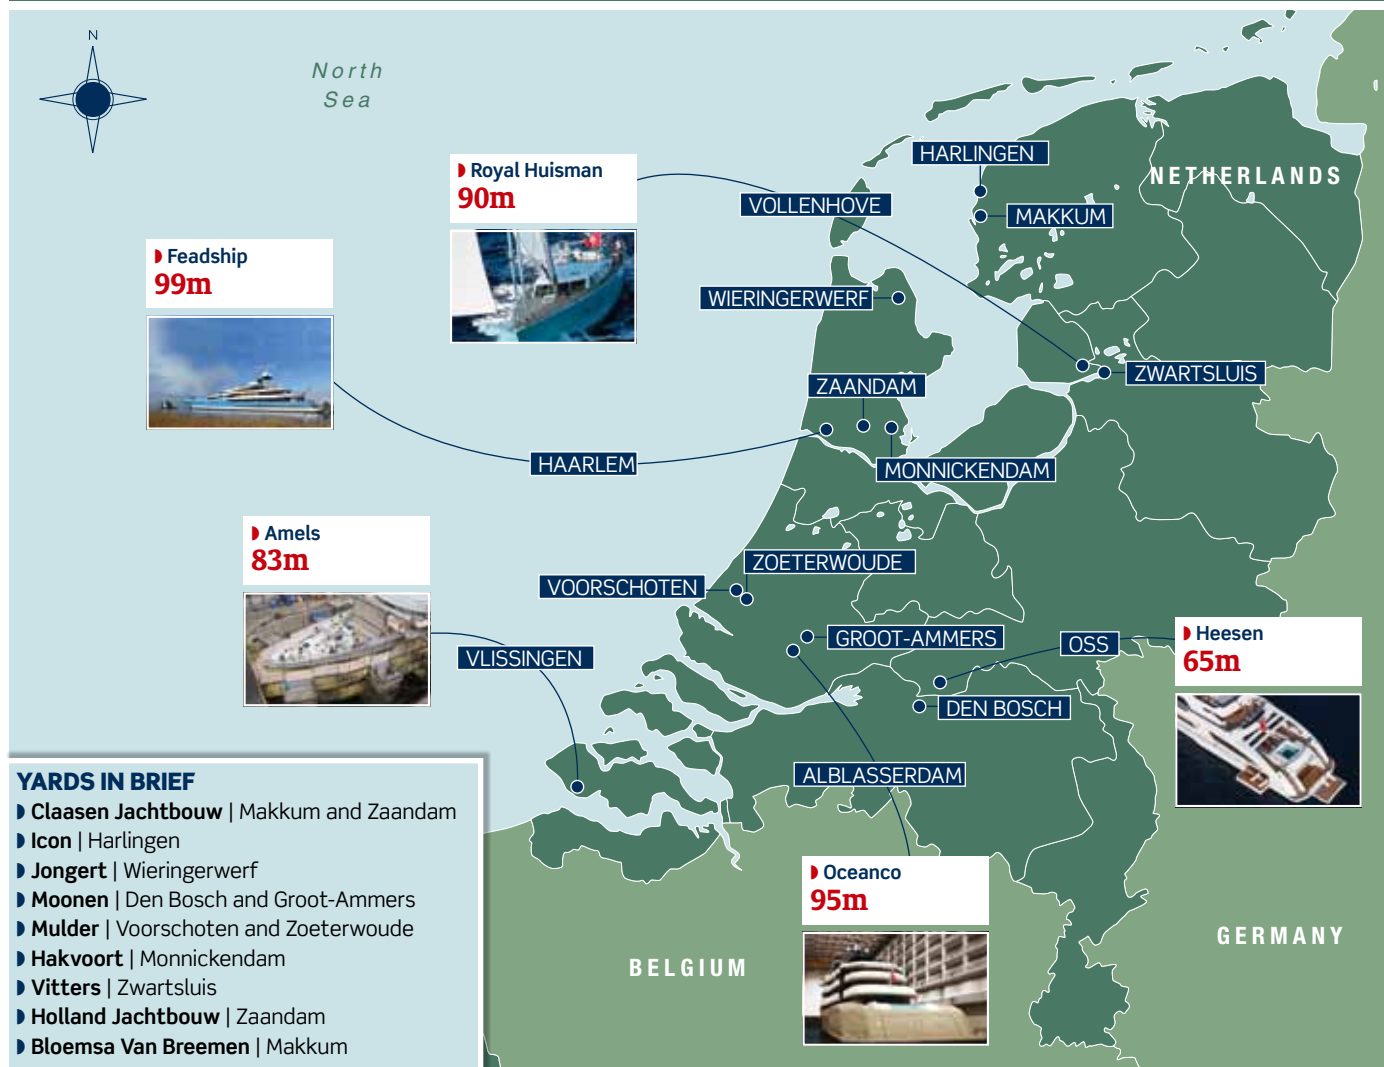 N
North
Sea
HARLINGEN
NETHERLANDS
Royal Huisman
90m
VOLLENHOVE
MAKKUM
Feadship
99m
WIERINGERWERF
ZWARTSLUIS
ZAANDAM
HAARLEM
MONNICKENDAM
Amels
83m
ZOETERWOUDE
VOORSCHOTEN
GROOT-AMMERS
OSS
Heesen
65m
VLISSINGEN
DEN BOSCH
ALBLASSERDAM
YARDS IN BRIEF
Claasen Jachtbouw | Makkum and Zaandam
Icon | Harlingen
Jongert | Wieringerwerf
Moonen | Den Bosch and Groot-Ammers
Mulder | Voorschoten and Zoeterwoude
Hakvoort | Monnickendam
Vitters | Zwartsluis
Holland Jachtbouw | Zaandam
Bloemsa Van Breemen | Makkum
Oceanco
95m
BELGIUM
GERMANY